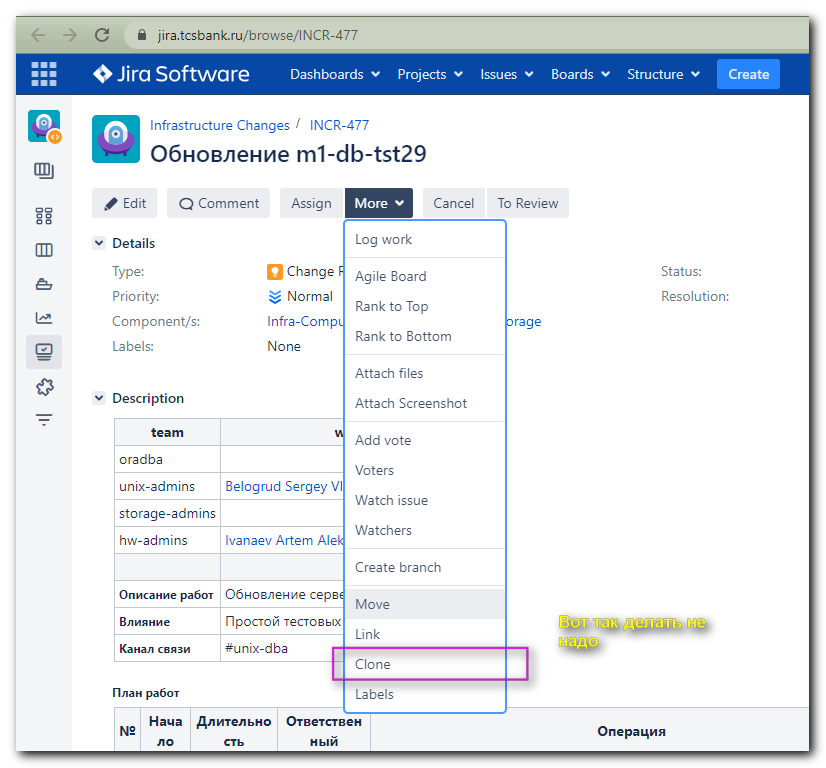 jira.tcsbank.ru/browse/INCR-477
Jira Software Dashboards Projects Issues Boards Structure Create
Infrastructure Changes / INCR-477
Обновление m1-db-tst29
Edit Comment Assign More Cancel To Review
Details
Type: Change R
Status:
Priority: Normal
Resolution:
Component/s: Infra-Compu orage
Labels: None
Log work
Agile Board
Rank to Top
Rank to Bottom
Attach files
Attach Screenshot
Add vote
Voters
Watch issue
Watchers
Create branch
Move
Link
Clone
Labels
Description
team w
oradba
unix-admins Belogrud Sergey Vl
storage-admins
hw-admins Ivanaev Artem Alek
Описание работ Обновление серве
Влияние Простой тестовых
Канал связи #unix-dba
Вот так делать не
надо
План работ
№ Нача Длительно Ответствен Операция
ло сть ный